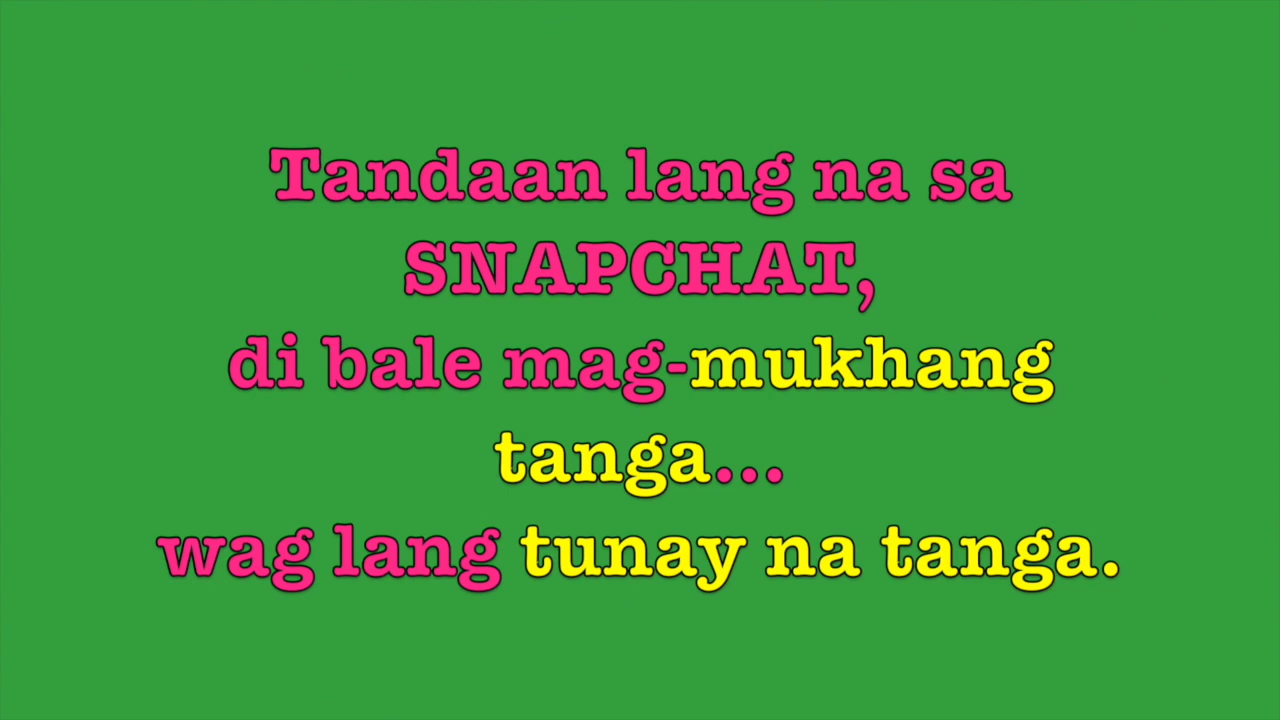 Tandaan lang na sa
SNAPCHAT,
di bale mag-mukhang
tanga...
wag lang tunay na tanga.